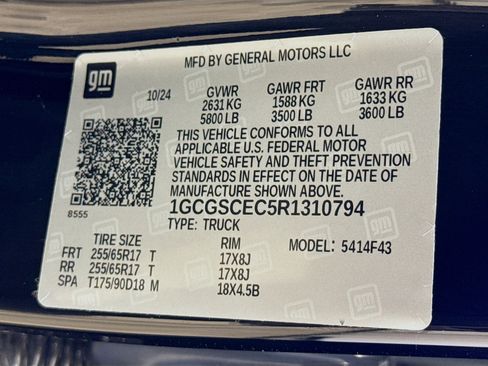 MFD BY GENERAL MOTORS LLC
gm
10/24 GVWR GAWR FRT GAWR RR
2631 KG 1588 KG 1633 KG
5800 LB 3500 LB 3600 LB
THIS VEHICLE CONFORMS TO ALL
APPLICABLE U.S. FEDERAL MOTOR
VEHICLE SAFETY AND THEFT PREVENTION
STANDARDS IN EFFECT ON THE DATE OF
MANUFACTURE SHOWN ABOVE.
8555 1GCGSCEC5R1310794
TYPE: TRUCK
TIRE SIZE RIM MODEL: 5414F43
FRT 255/65R17 T 17X8J
RR 255/65R17 T 17X8J
SPA T175/90D18 M 18X4.5B